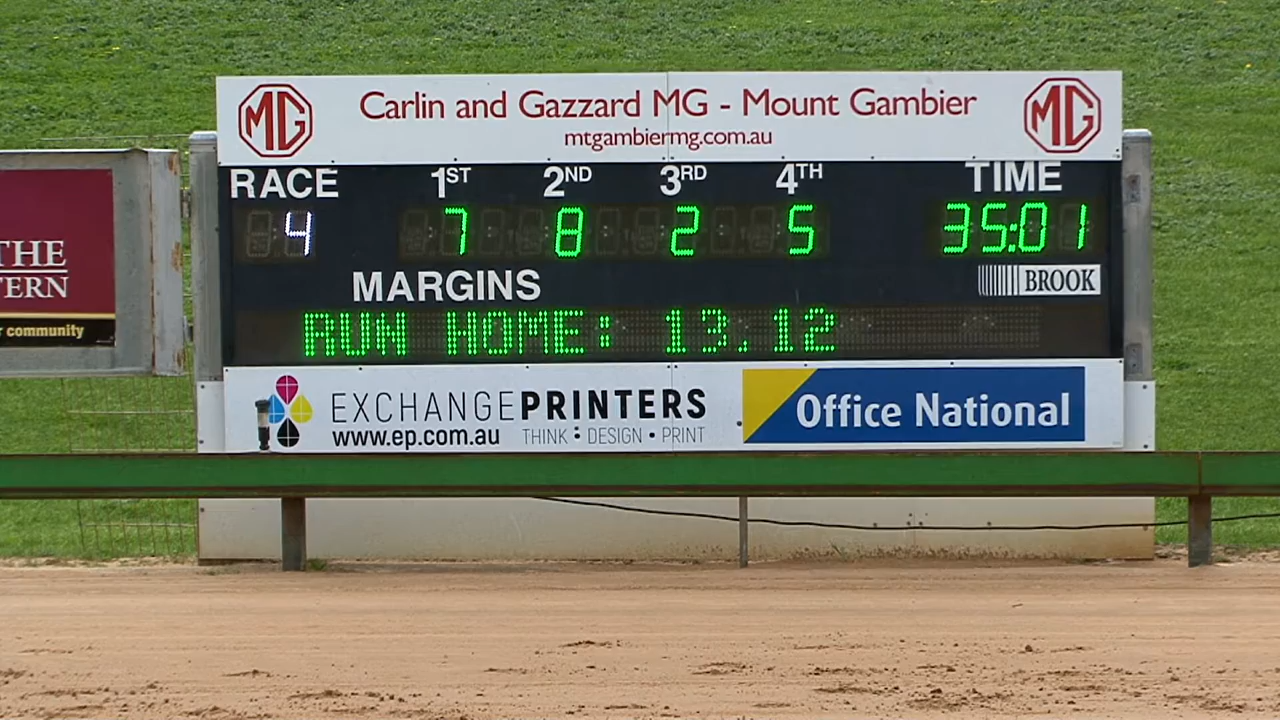 MG Carlin and Gazzard MG - Mount Gambier MG
mtgambiermg.com.au
RACE 1ST 2ND 3RD 4TH TIME
4 7 8 2 5 35:01
MARGINS BROOK
RUN HOME: 13.12
EXCHANGEPRINTERS
www.ep.com.au THINK : DESIGN • PRINT
Office National
THE
TERN
community